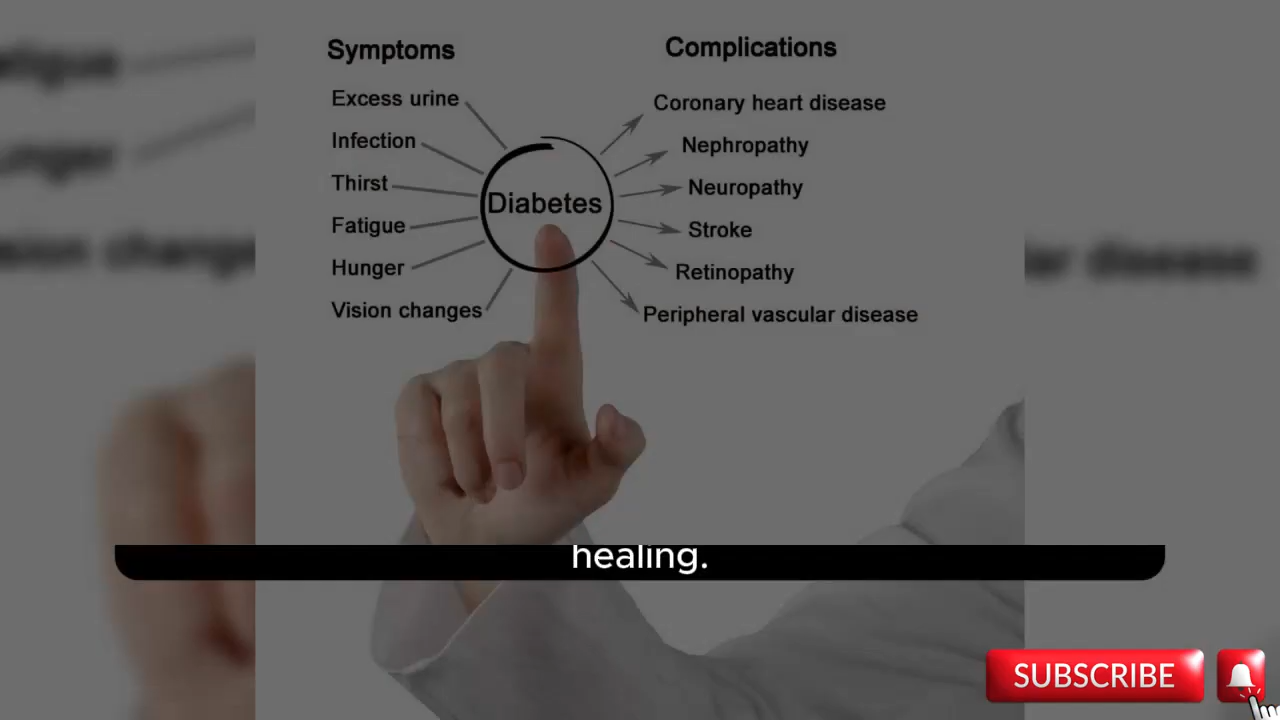 Symptoms
Excess urine
Infection
Thirst
Fatigue
Hunger
Vision changes
Diabetes
Complications
Coronary heart disease
Nephropathy
Neuropathy
Stroke
Retinopathy
Peripheral vascular disease
healing.
SUBSCRIBE